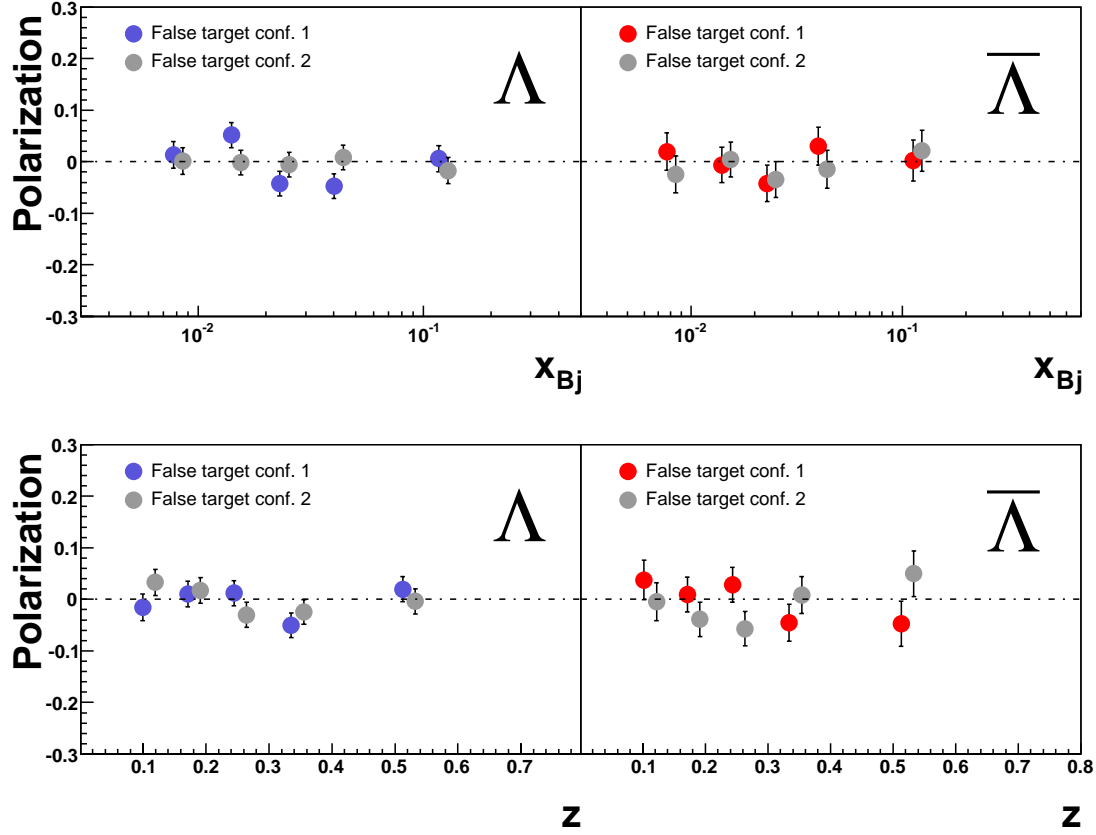 Polarization
0.3
0.2
0.1
0
-0.1
-0.2
-0.3
False target conf. 1
False target conf. 2
Λ
10⁻²
10⁻¹
x_Bj
False target conf. 1
False target conf. 2
Λ̅
10⁻²
10⁻¹
x_Bj
Polarization
0.3
0.2
0.1
0
-0.1
-0.2
-0.3
False target conf. 1
False target conf. 2
Λ
0.1 0.2 0.3 0.4 0.5 0.6 0.7
z
False target conf. 1
False target conf. 2
Λ̅
0.1 0.2 0.3 0.4 0.5 0.6 0.7 0.8
z